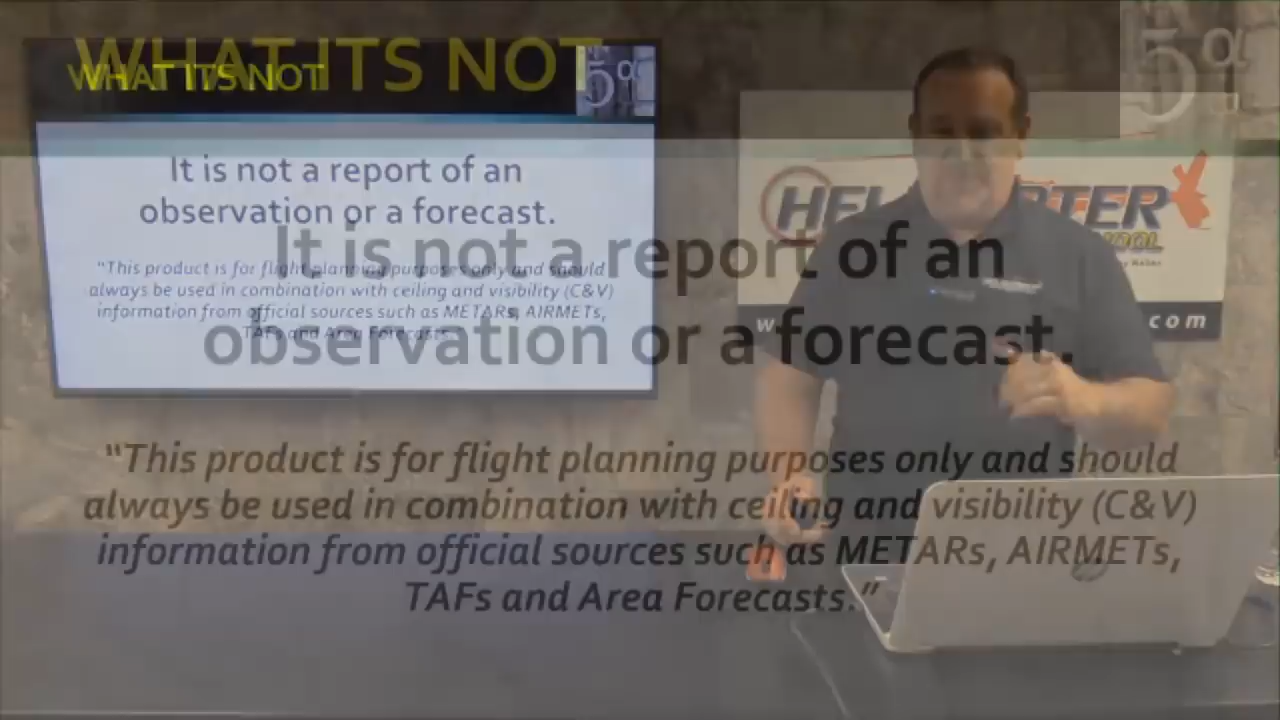 WHAT ITS NOT
5α
It is not a report of an
observation or a forecast.
"This product is for flight planning purposes only and should
always be used in combination with ceiling and visibility (C&V)
information from official sources such as METARs, AIRMETs,
TAFs and Area Forecasts."
WHAT ITS NOT
5α
It is not a report of an
observation or a forecast.
“This product is for flight planning purposes only and should
always be used in combination with ceiling and visibility (C&V)
information from official sources such as METARs, AIRMETs,
TAFs and Area Forecasts.”
w
com